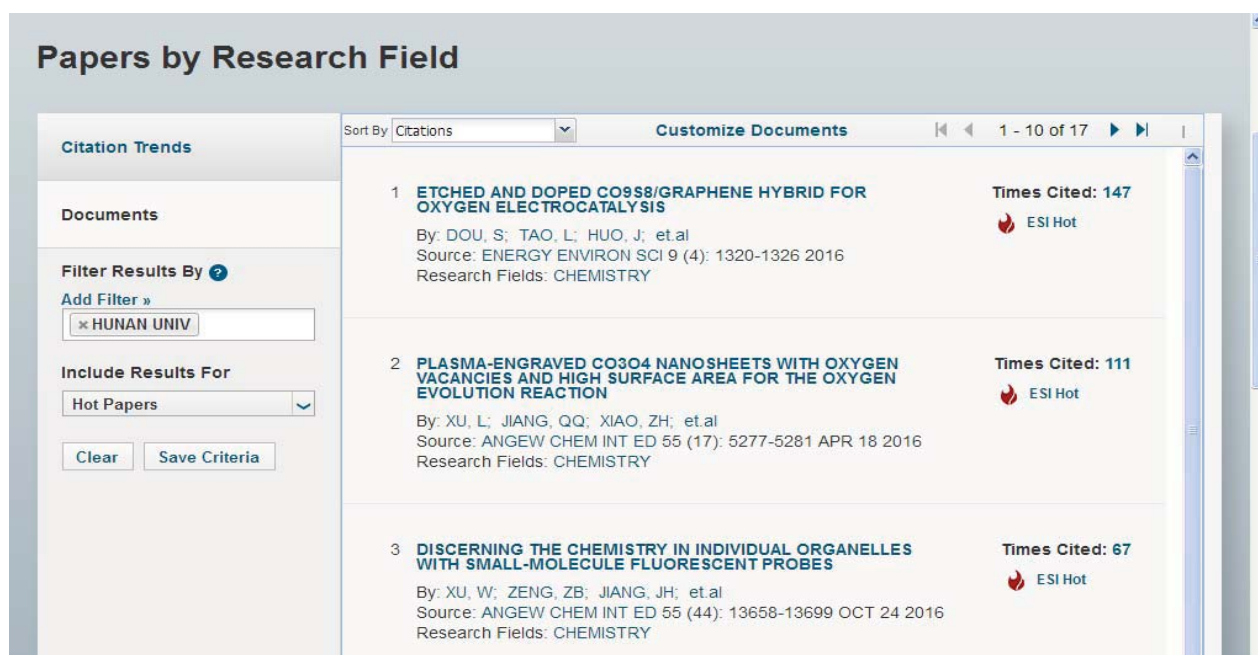 Papers by Research Field
Citation Trends
Documents
Filter Results By ?
Add Filter »
× HUNAN UNIV
Include Results For
Hot Papers
Clear Save Criteria
Sort By Citations Customize Documents 1 - 10 of 17
1 ETCHED AND DOPED CO9S8/GRAPHENE HYBRID FOR
OXYGEN ELECTROCATALYSIS
By: DOU, S; TAO, L; HUO, J; et.al
Source: ENERGY ENVIRON SCI 9 (4): 1320-1326 2016
Research Fields: CHEMISTRY
Times Cited: 147
ESI Hot
2 PLASMA-ENGRAVED CO3O4 NANOSHEETS WITH OXYGEN
VACANCIES AND HIGH SURFACE AREA FOR THE OXYGEN
EVOLUTION REACTION
By: XU, L; JIANG, QQ; XIAO, ZH; et.al
Source: ANGEW CHEM INT ED 55 (17): 5277-5281 APR 18 2016
Research Fields: CHEMISTRY
Times Cited: 111
ESI Hot
3 DISCERNING THE CHEMISTRY IN INDIVIDUAL ORGANELLES
WITH SMALL-MOLECULE FLUORESCENT PROBES
By: XU, W; ZENG, ZB; JIANG, JH; et.al
Source: ANGEW CHEM INT ED 55 (44): 13658-13699 OCT 24 2016
Research Fields: CHEMISTRY
Times Cited: 67
ESI Hot